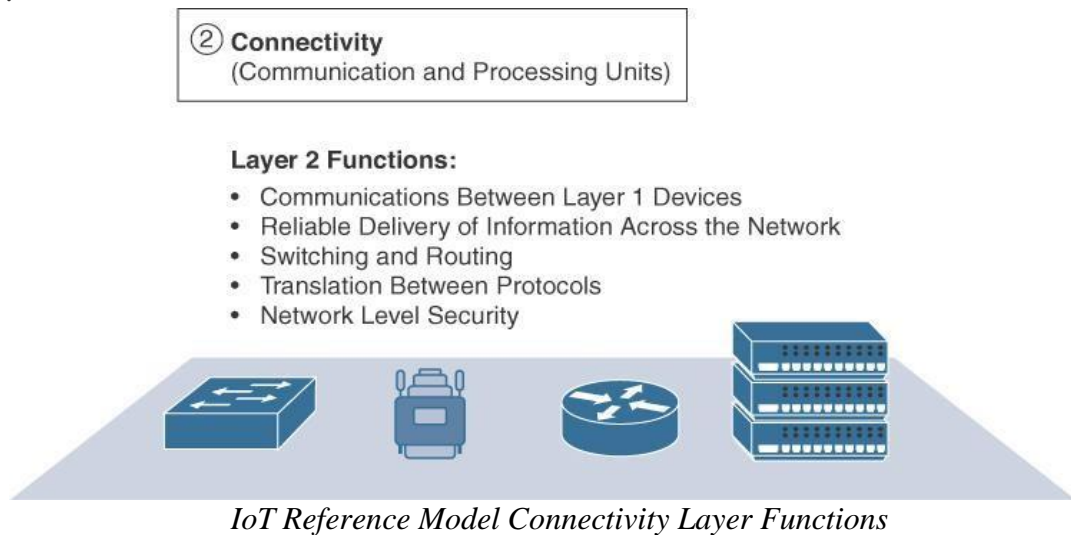 ② Connectivity
(Communication and Processing Units)
Layer 2 Functions:
• Communications Between Layer 1 Devices
• Reliable Delivery of Information Across the Network
• Switching and Routing
• Translation Between Protocols
• Network Level Security
IoT Reference Model Connectivity Layer Functions